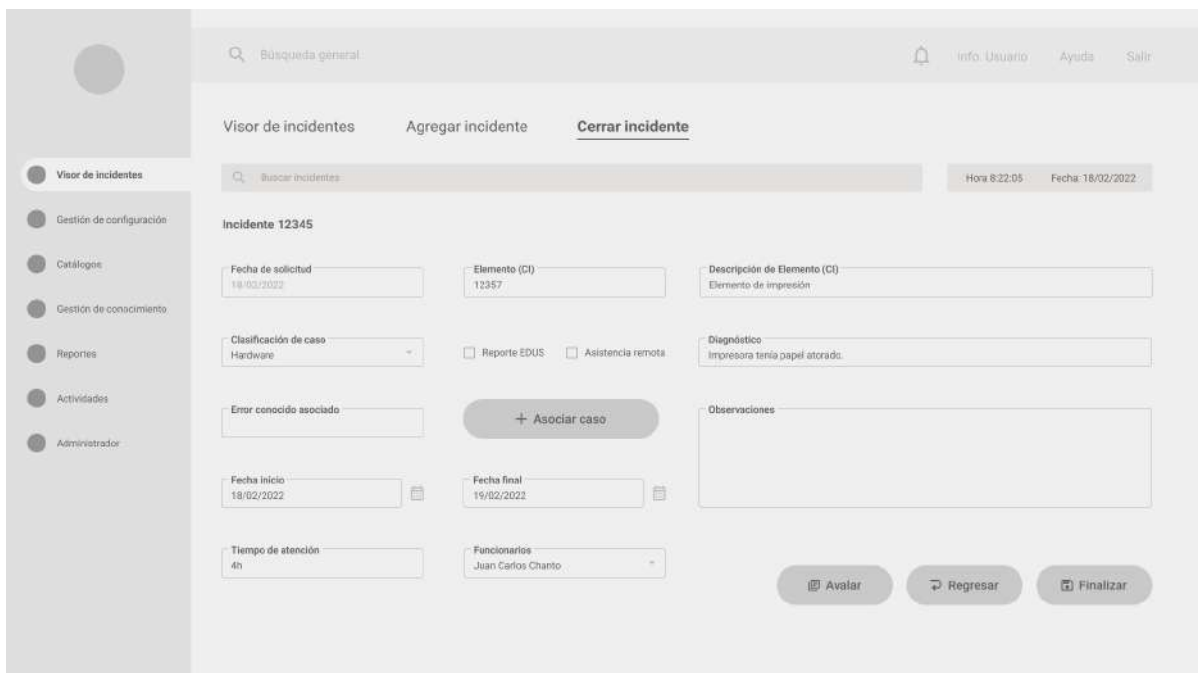 Búsqueda general
Info. Usuario
Ayuda
Salir
Visor de incidentes
Agregar incidente
Cerrar incidente
Visor de incidentes
Gestión de configuración
Catálogos
Gestión de conocimiento
Reportes
Actividades
Administrador
Buscar incidentes
Hora 8:22:05
Fecha: 18/02/2022
Incidente 12345
Fecha de solicitud
18/02/2022
Elemento (CI)
12357
Descripción de Elemento (CI)
Elemento de impresión
Clasificación de caso
Hardware
Reporte EDUS
Asistencia remota
Diagnóstico
Impresora tenía papel atorado.
Error conocido asociado
+ Asociar caso
Observaciones
Fecha inicio
18/02/2022
Fecha final
19/02/2022
Tiempo de atención
4h
Funcionarios
Juan Carlos Chanto
Avalar
Regresar
Finalizar